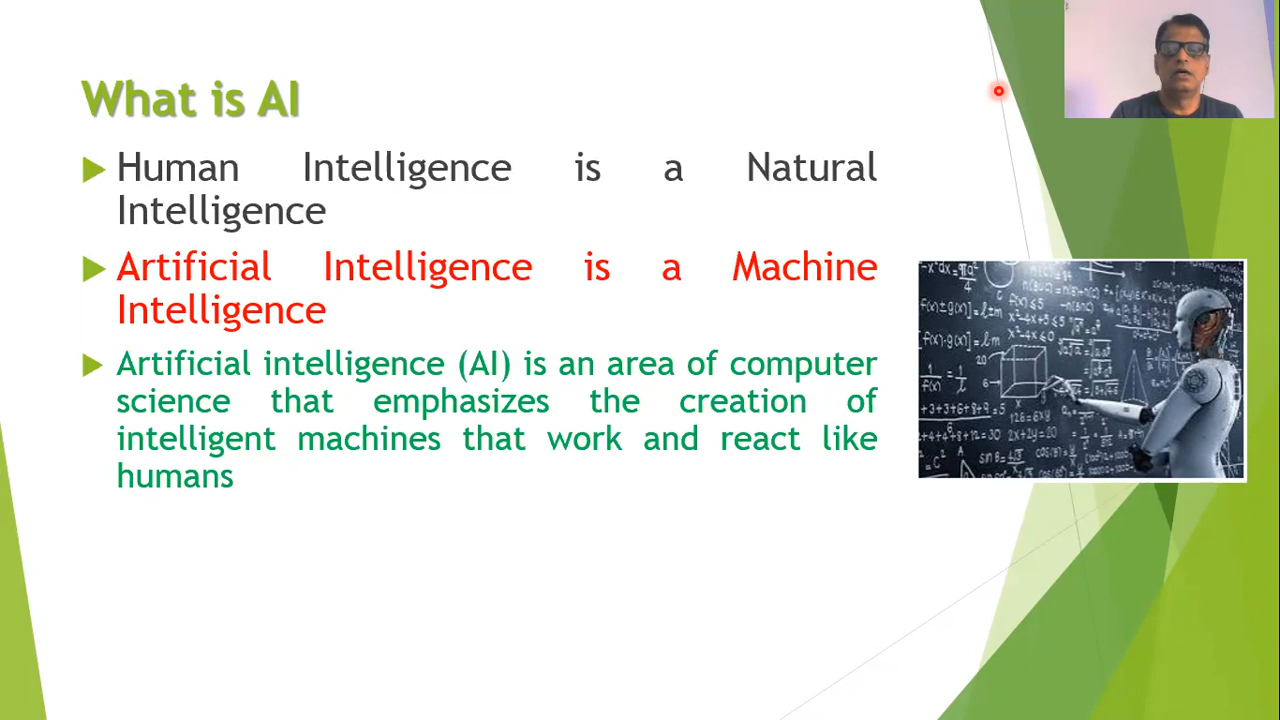 What is AI
Human Intelligence is a Natural
Intelligence
Artificial Intelligence is a Machine
Intelligence
Artificial intelligence (AI) is an area of computer
science that emphasizes the creation of
intelligent machines that work and react like
humans